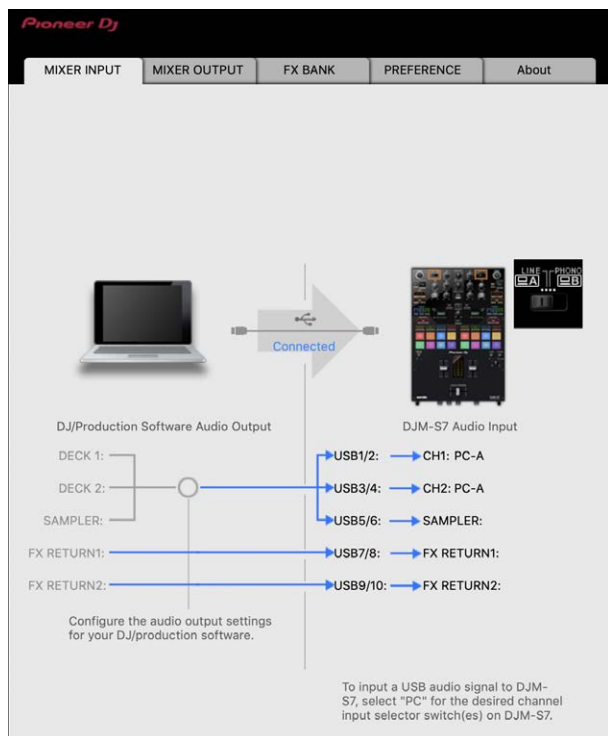 Pioneer Dj
MIXER INPUT
MIXER OUTPUT
FX BANK
PREFERENCE
About
LINE PHONO
A B
Connected
DJ/Production Software Audio Output
DJM-S7 Audio Input
DECK 1:
USB1/2:
CH1: PC-A
DECK 2:
USB3/4:
CH2: PC-A
SAMPLER:
USB5/6:
SAMPLER:
FX RETURN1:
USB7/8:
FX RETURN1:
FX RETURN2:
USB9/10:
FX RETURN2:
Configure the audio output settings
for your DJ/production software.
To input a USB audio signal to DJM-
S7, select "PC" for the desired channel
input selector switch(es) on DJM-S7.